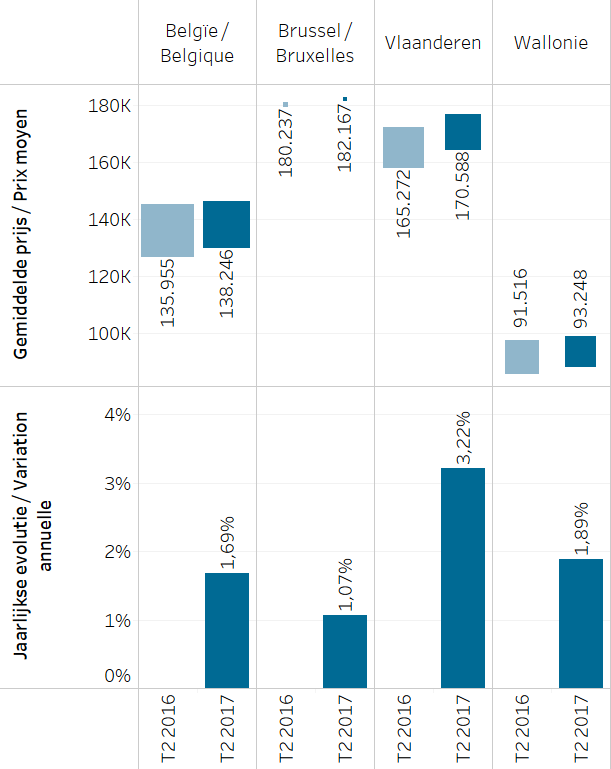 Belgïe /
Belgique
Brussel /
Bruxelles
Vlaanderen
Wallonie
Gemiddelde prijs / Prix moyen
180K
160K
140K
120K
100K
135.955
138.246
180.237
182.167
165.272
170.588
91.516
93.248
Jaarlijkse evolutie / Variation
annuelle
4%
3%
2%
1%
0%
1,69%
1,07%
3,22%
1,89%
T2 2016
T2 2017
T2 2016
T2 2017
T2 2016
T2 2017
T2 2016
T2 2017